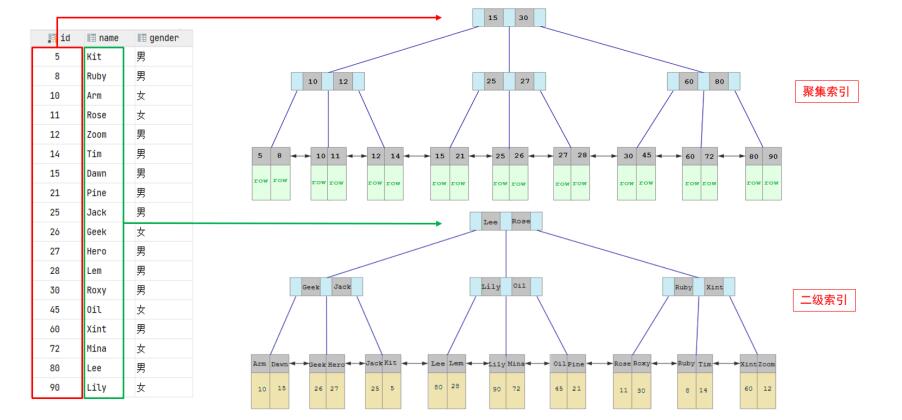 id name gender
5 Kit 男
8 Ruby 男
10 Arm 女
11 Rose 女
12 Zoom 男
14 Tim 男
15 Dawn 男
21 Pine 男
25 Jack 男
26 Geek 女
27 Hero 男
28 Lem 男
30 Roxy 男
45 Oil 女
60 Xint 男
72 Mina 女
80 Lee 男
90 Lily 女
15 30
10 12 25 27 60 80
聚集索引
5 8 10 11 12 14 15 21 25 26 27 28 30 45 60 72 80 90
row row row row row row row row row row row row row row row row row row
Lee Rose
Geek Jack Lily Oil Ruby Xint
二级索引
Arm Dawn Geek Hero Jack Kit Lee Lem Lily Mina Oil Pine Rose Roxy Ruby Tim Xint Zoom
10 15 26 27 25 5 80 28 90 72 45 21 11 30 8 14 60 12